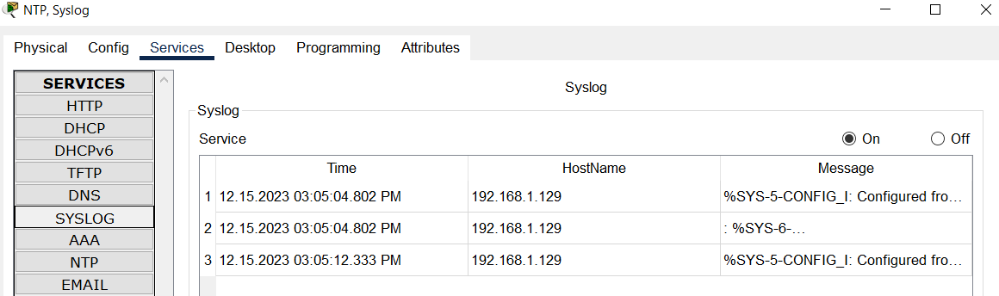 NTP, Syslog
Physical Config Services Desktop Programming Attributes
SERVICES
HTTP
DHCP
DHCPv6
TFTP
DNS
SYSLOG
AAA
NTP
EMAIL
Syslog
Syslog
Service On Off
Time HostName Message
1 12.15.2023 03:05:04.802 PM 192.168.1.129 %SYS-5-CONFIG_I: Configured fro…
2 12.15.2023 03:05:04.802 PM 192.168.1.129 : %SYS-6-…
3 12.15.2023 03:05:12.333 PM 192.168.1.129 %SYS-5-CONFIG_I: Configured fro…